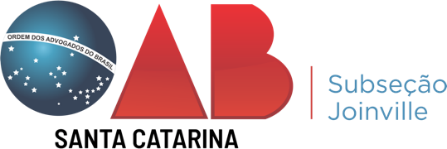 ORDEM DOS ADVOGADOS DO BRASIL
OAB
SANTA CATARINA
Subseção
Joinville